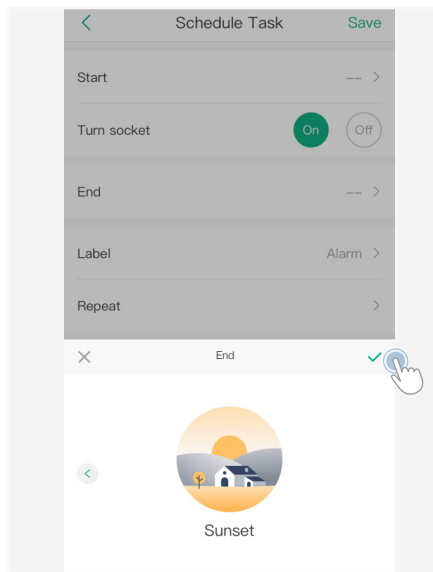 Schedule Task Save
Start -- >
Turn socket On Off
End -- >
Label Alarm >
Repeat >
End
Sunset